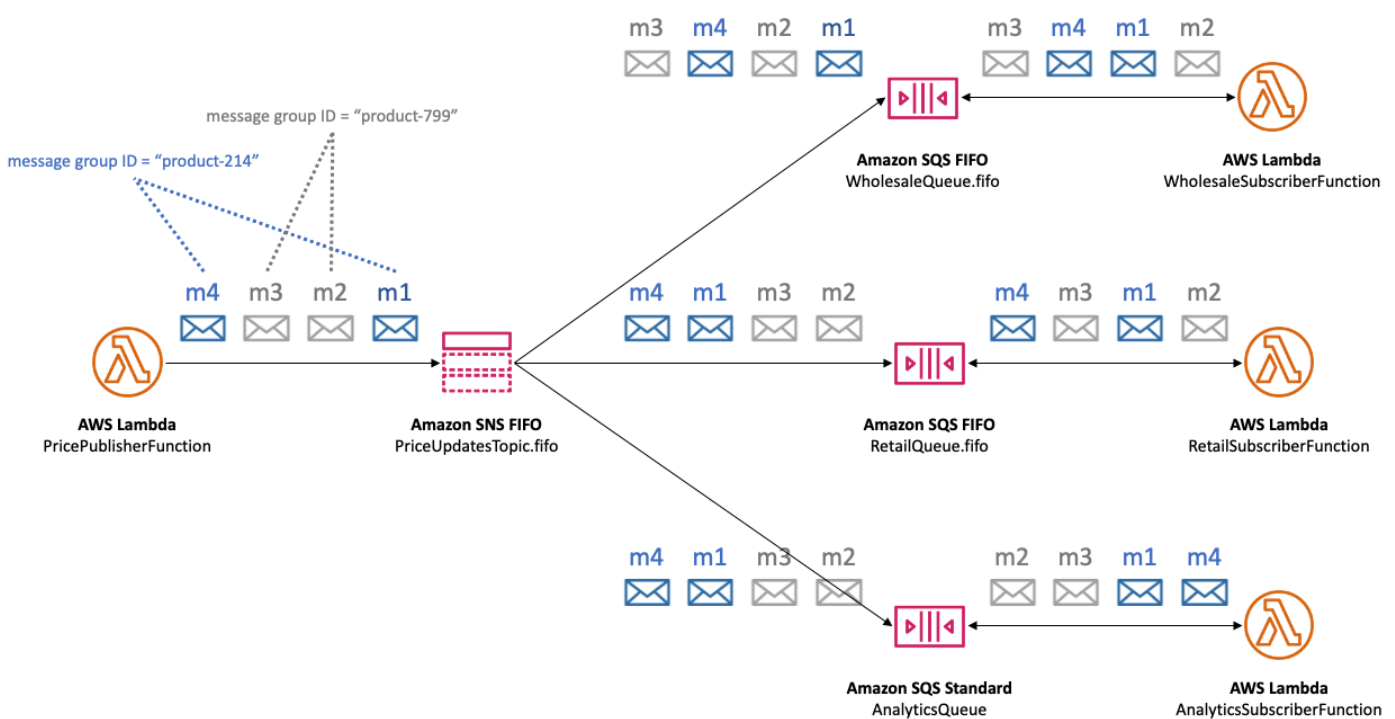 m3 m4 m2 m1 m3 m4 m1 m2
message group ID = “product-799”
message group ID = “product-214”
Amazon SQS FIFO
WholesaleQueue.fifo
AWS Lambda
WholesaleSubscriberFunction
m4 m3 m2 m1
m4 m1 m3 m2 m4 m3 m1 m2
AWS Lambda
PricePublisherFunction
Amazon SNS FIFO
PriceUpdatesTopic.fifo
Amazon SQS FIFO
RetailQueue.fifo
AWS Lambda
RetailSubscriberFunction
m4 m1 m3 m2 m2 m3 m1 m4
Amazon SQS Standard
AnalyticsQueue
AWS Lambda
AnalyticsSubscriberFunction